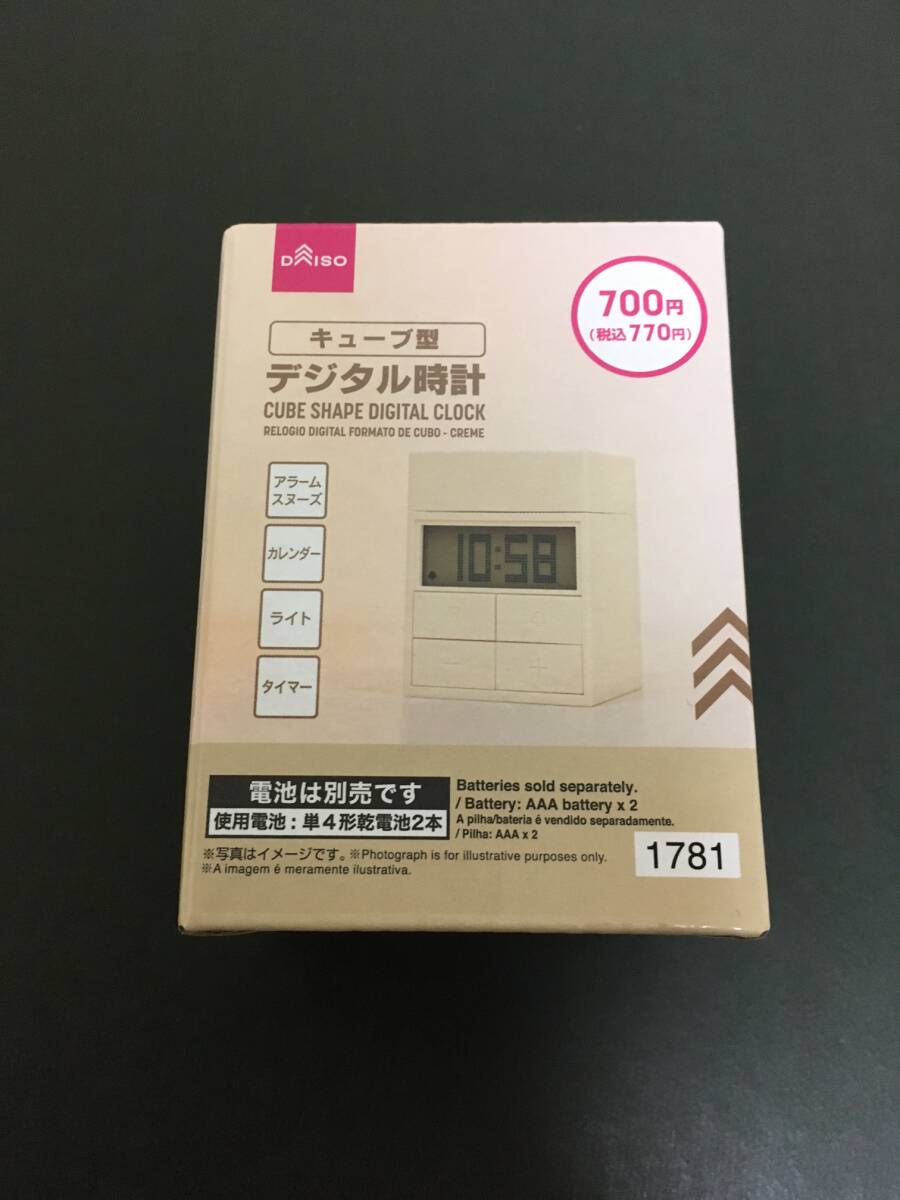 DAISO
700円
(税込770円)
キューブ型
デジタル時計
CUBE SHAPE DIGITAL CLOCK
RELOGIO DIGITAL FORMATO DE CUBO - CREME
アラーム
スヌーズ
カレンダー
ライト
タイマー
10:58
電池は別売です
使用電池：単4形乾電池2本
Batteries sold separately.
/ Battery: AAA battery x 2
A pilha/bateria é vendido separadamente.
/ Pilha: AAA x 2
※写真はイメージです。※Photograph is for illustrative purposes only.
※A imagem é meramente ilustrativa.
1781